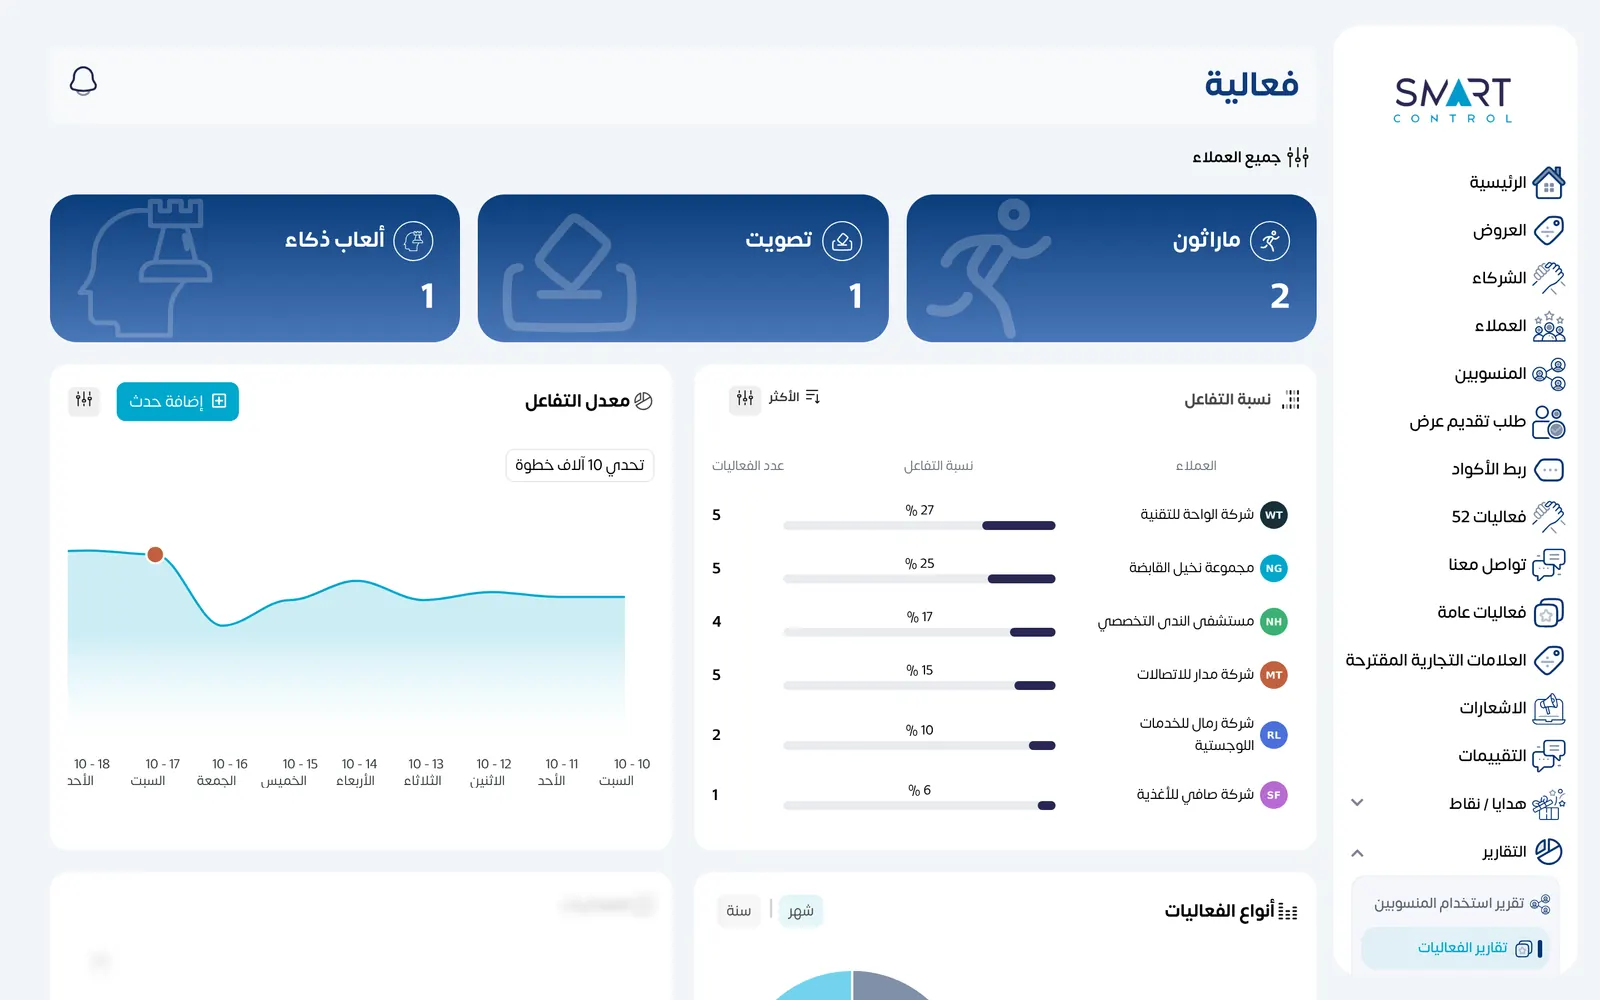 SMART
CONTROL
الرئيسية
العروض
الشركاء
العملاء
المنسوبين
طلب تقديم عرض
ربط الأكواد
فعاليات 52
تواصل معنا
فعاليات عامة
العلامات التجارية المقترحة
الاشعارات
التقييمات
هدايا / نقاط
التقارير
تقرير استخدام المنسوبين
تقارير الفعاليات
فعالية
جميع العملاء
ماراثون
2
تصويت
1
ألعاب ذكاء
1
نسبة التفاعل
الأكثر
العملاء نسبة التفاعل عدد الفعاليات
WT شركة الواحة للتقنية 27 % 5
NG مجموعة نخيل القابضة 25 % 5
NH مستشفى الندى التخصصي 17 % 4
MT شركة مدار للاتصالات 15 % 5
RL شركة رمال للخدمات
اللوجستية 10 % 2
SF شركة صافي للأغذية 6 % 1
معدل التفاعل
إضافة حدث
تحدي 10 آلاف خطوة
10 - 10 11 - 10 12 - 10 13 - 10 14 - 10 15 - 10 16 - 10 17 - 10 18 - 10
السبت الأحد الاثنين الثلاثاء الأربعاء الخميس الجمعة السبت الأحد
أنواع الفعاليات
شهر | سنة